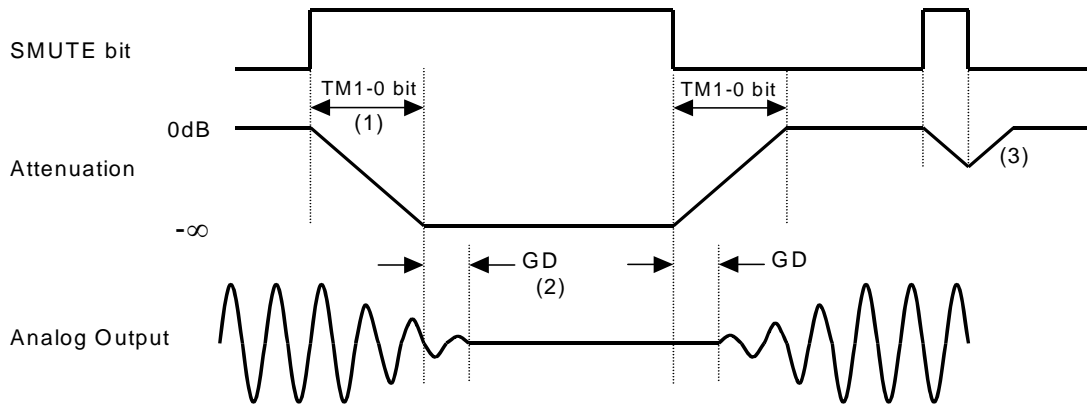 SMUTE bit
TM1-0 bit
TM1-0 bit
(1)
0dB
Attenuation
(3)
-∞
GD
GD
(2)
Analog Output